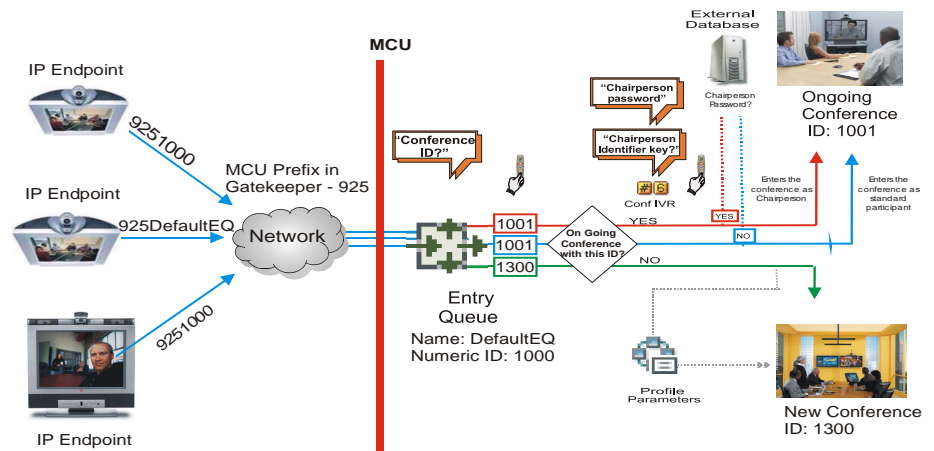 External
Database
MCU
IP Endpoint
9251000
“Chairperson
password”
Chairperson
Password?
Ongoing
Conference
ID: 1001
“Conference
ID?”
“Chairperson
Identifier key?”
MCU Prefix in
Gatekeeper - 925
# 6
Conf IVR
Enters the
conference as
Chairperson
Enters the
conference as
standard
participant
IP Endpoint
925DefaultEQ
Network
1001
YES
YES
1001
On Going
Conference
with this ID?
NO
1300
NO
9251000
Entry
Queue
Name: DefaultEQ
Numeric ID: 1000
Profile
Parameters
New Conference
ID: 1300
IP Endpoint